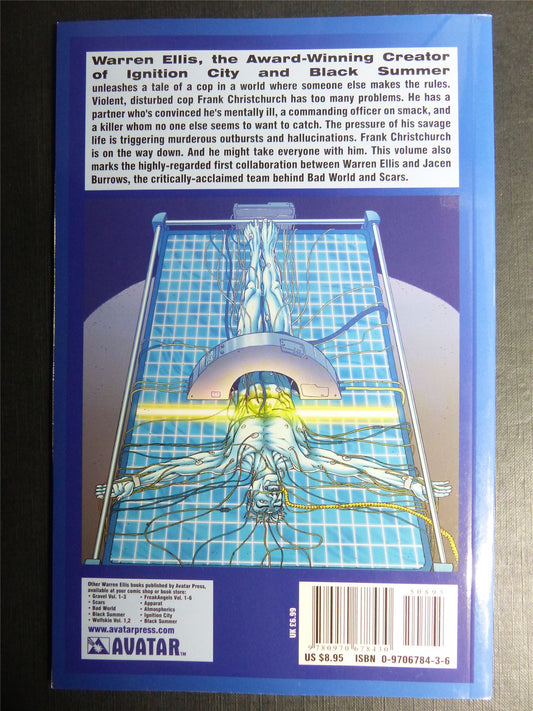 Warren Ellis, the Award-Winning Creator
of Ignition City and Black Summer
unleashes a tale of a cop in a world where someone else makes the rules.
Violent, disturbed cop Frank Christchurch has too many problems. He has a
partner who's convinced he's mentally ill, a commanding officer on smack, and
a killer whom no one else seems to want to catch. The pressure of his savage
life is triggering murderous outbursts and hallucinations. Frank Christchurch
is on the way down. And he might take everyone with him. This volume also
marks the highly-regarded first collaboration between Warren Ellis and Jacen
Burrows, the critically-acclaimed team behind Bad World and Scars.
Other Warren Ellis books published by Avatar Press,
available at your comic shop or book store:
• Gravel Vol. 1-3 • FreakAngels Vol. 1-6
• Scars • Apparat
• Bad World • Atmospherics
• Black Summer • Ignition City
• Wolfskin Vol. 1,2 • Black Summer
www.avatarpress.com
AVATAR
UK £6.99
50895
9 780970 678430
US $8.95 ISBN 0-9706784-3-6